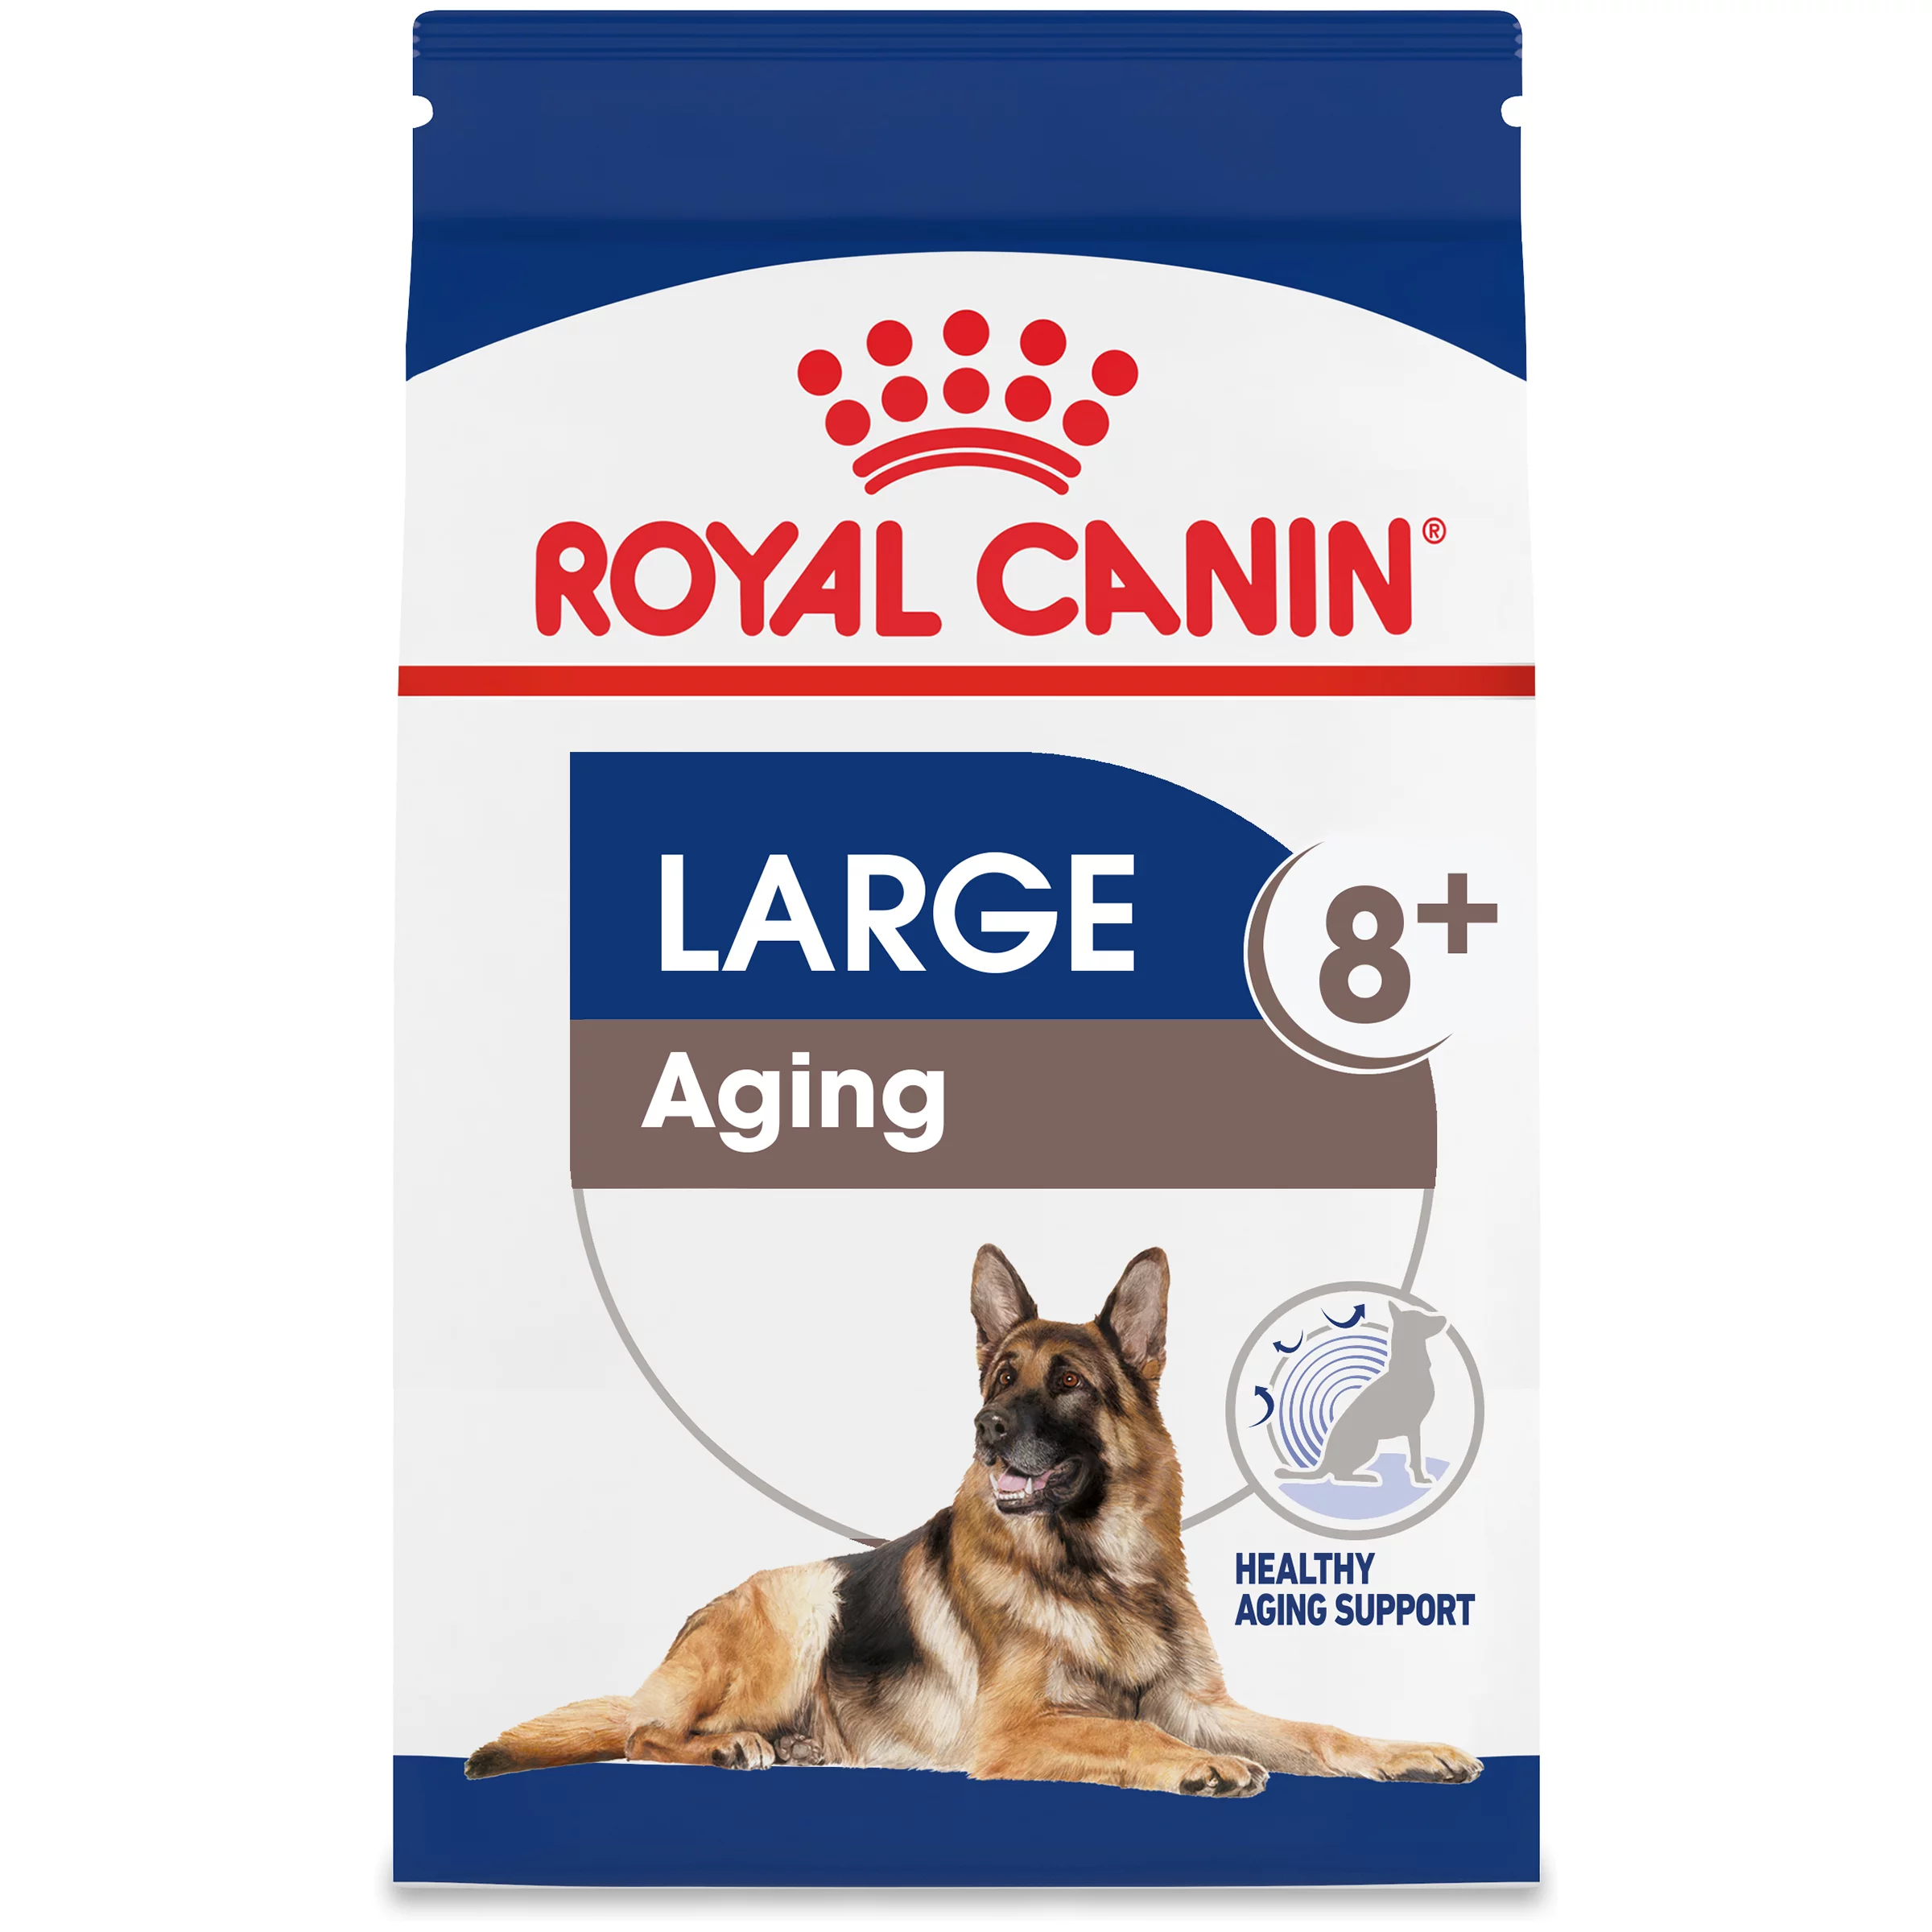 ROYAL CANIN®
LARGE
8+
Aging
HEALTHY
AGING SUPPORT